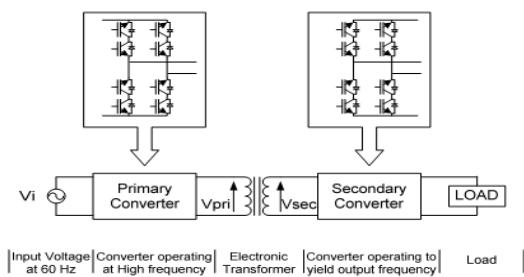 Vi
Primary
Converter
Vpri
Vsec
Secondary
Converter
LOAD
Input Voltage
at 60 Hz
Converter operating
at High frequency
Electronic
Transformer
Converter operating to
yield output frequency
Load